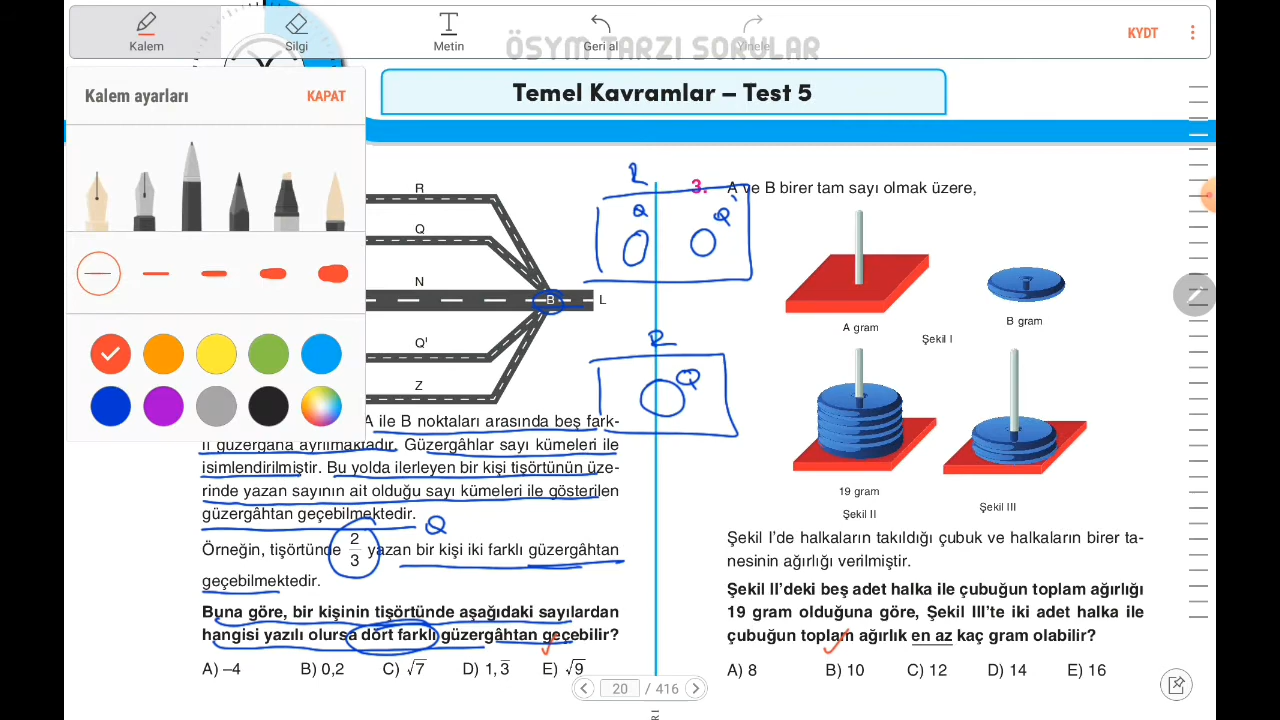 Kalem
Silgi
Metin
Geri al
Yinele
KYDT
ÖSYM TARZI SORULAR
Kalem ayarları
KAPAT
Temel Kavramlar – Test 5
R
Q
N
B
L
Q'
Z
A ile B noktaları arasında beş fark-
lı güzergâha ayrılmaktadır. Güzergâhlar sayı kümeleri ile
isimlendirilmiştir. Bu yolda ilerleyen bir kişi tişörtünün üze-
rinde yazan sayının ait olduğu sayı kümeleri ile gösterilen
güzergâhtan geçebilmektedir.
Q
Örneğin, tişörtünde 2/3 yazan bir kişi iki farklı güzergâhtan
geçebilmektedir.
Buna göre, bir kişinin tişörtünde aşağıdaki sayılardan
hangisi yazılı olursa dört farklı güzergâhtan geçebilir?
A) –4 B) 0,2 C) √7 D) 1,3̅ E) √9
R
Q
Q'
R
Q
3. A ve B birer tam sayı olmak üzere,
A gram
B gram
Şekil I
19 gram
Şekil II
Şekil III
Şekil I'de halkaların takıldığı çubuk ve halkaların birer ta-
nesinin ağırlığı verilmiştir.
Şekil II'deki beş adet halka ile çubuğun toplam ağırlığı
19 gram olduğuna göre, Şekil III'te iki adet halka ile
çubuğun toplam ağırlık en az kaç gram olabilir?
A) 8 B) 10 C) 12 D) 14 E) 16
20 / 416